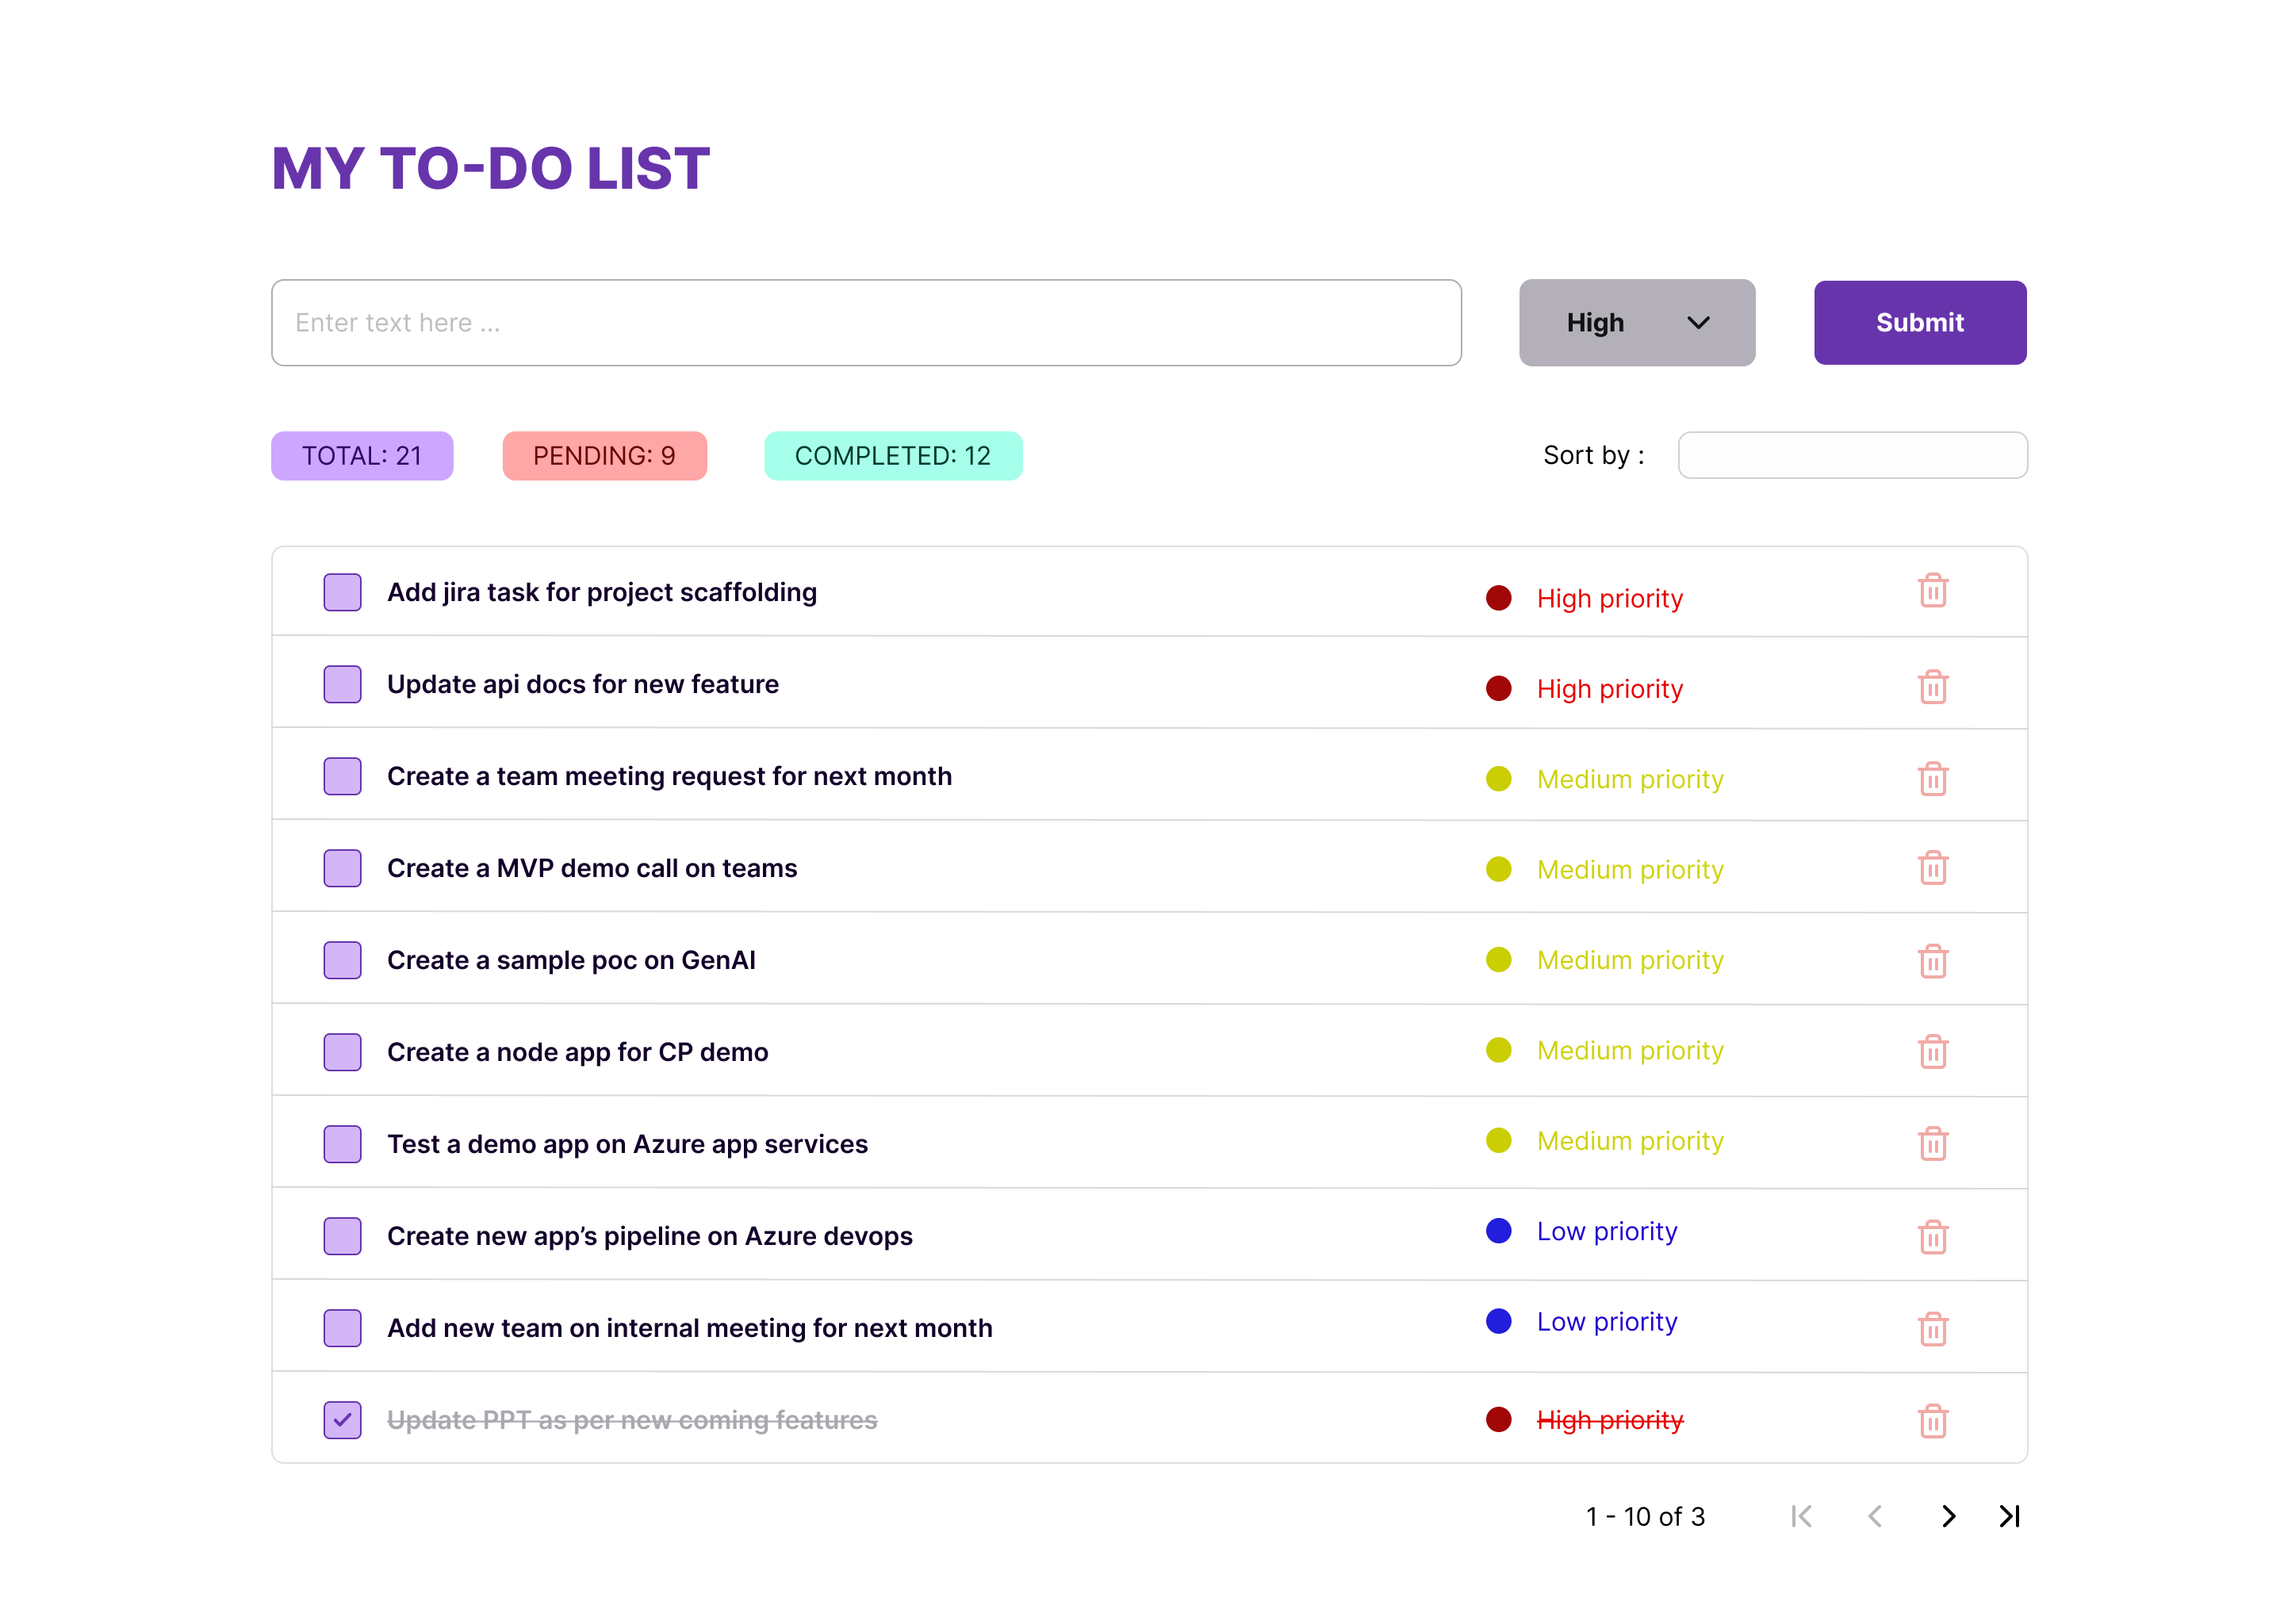 MY TO-DO LIST
Enter text here ...
High
Submit
TOTAL: 21
PENDING: 9
COMPLETED: 12
Sort by :
Add jira task for project scaffolding
High priority
Update api docs for new feature
High priority
Create a team meeting request for next month
Medium priority
Create a MVP demo call on teams
Medium priority
Create a sample poc on GenAI
Medium priority
Create a node app for CP demo
Medium priority
Test a demo app on Azure app services
Medium priority
Create new app’s pipeline on Azure devops
Low priority
Add new team on internal meeting for next month
Low priority
Update PPT as per new coming features
High priority
1 - 10 of 3